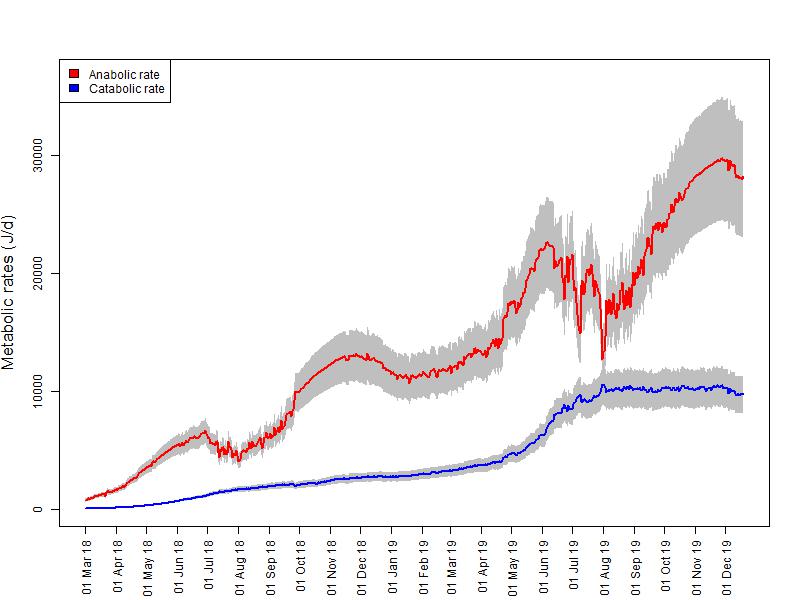 Anabolic rate
Catabolic rate
Metabolic rates (J/d)
30000
20000
10000
0
01 Mar 18
01 Apr 18
01 May 18
01 Jun 18
01 Jul 18
01 Aug 18
01 Sep 18
01 Oct 18
01 Nov 18
01 Dec 18
01 Jan 19
01 Feb 19
01 Mar 19
01 Apr 19
01 May 19
01 Jun 19
01 Jul 19
01 Aug 19
01 Sep 19
01 Oct 19
01 Nov 19
01 Dec 19